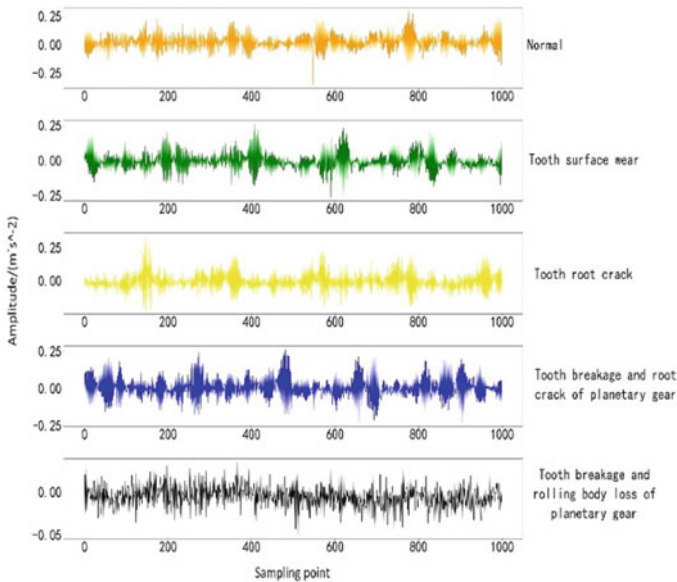 Amplitude/(m`s^-2)
0.25
0.00
-0.25
0 200 400 600 800 1000
Normal
0.25
0.00
-0.25
0 200 400 600 800 1000
Tooth surface wear
0.25
0.00
0 200 400 600 800 1000
Tooth root crack
0.25
0.00
-0.25
0 200 400 600 800 1000
Tooth breakage and root
crack of planetary gear
0.00
-0.05
0 200 400 600 800 1000
Tooth breakage and
rolling body loss of
planetary gear
Sampling point